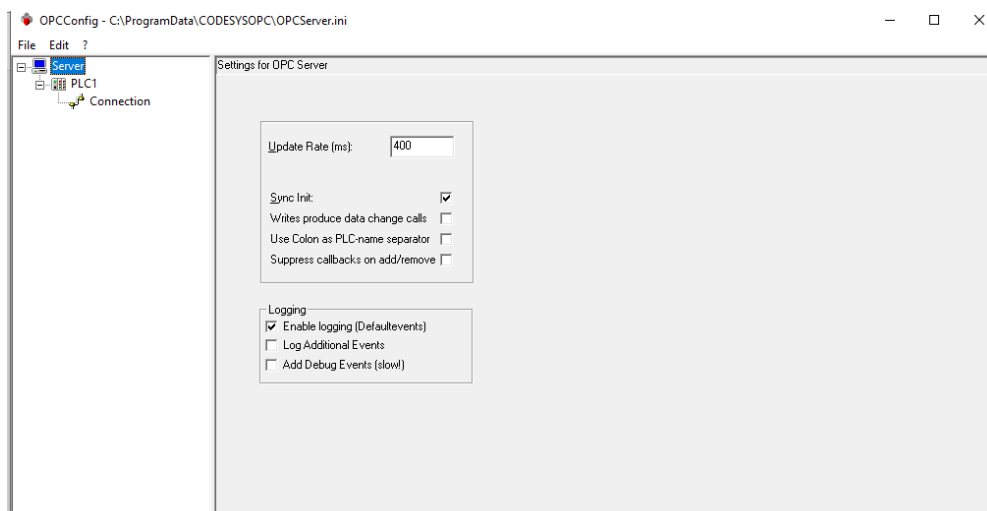 OPCConfig - C:\ProgramData\CODESYSOPC\OPCServer.ini
File Edit ?
Server
PLC1
Connection
Settings for OPC Server
Update Rate (ms): 400
Sync Init:
Writes produce data change calls
Use Colon as PLC-name separator
Suppress callbacks on add/remove
Logging
Enable logging (Defaultevents)
Log Additional Events
Add Debug Events (slow!)